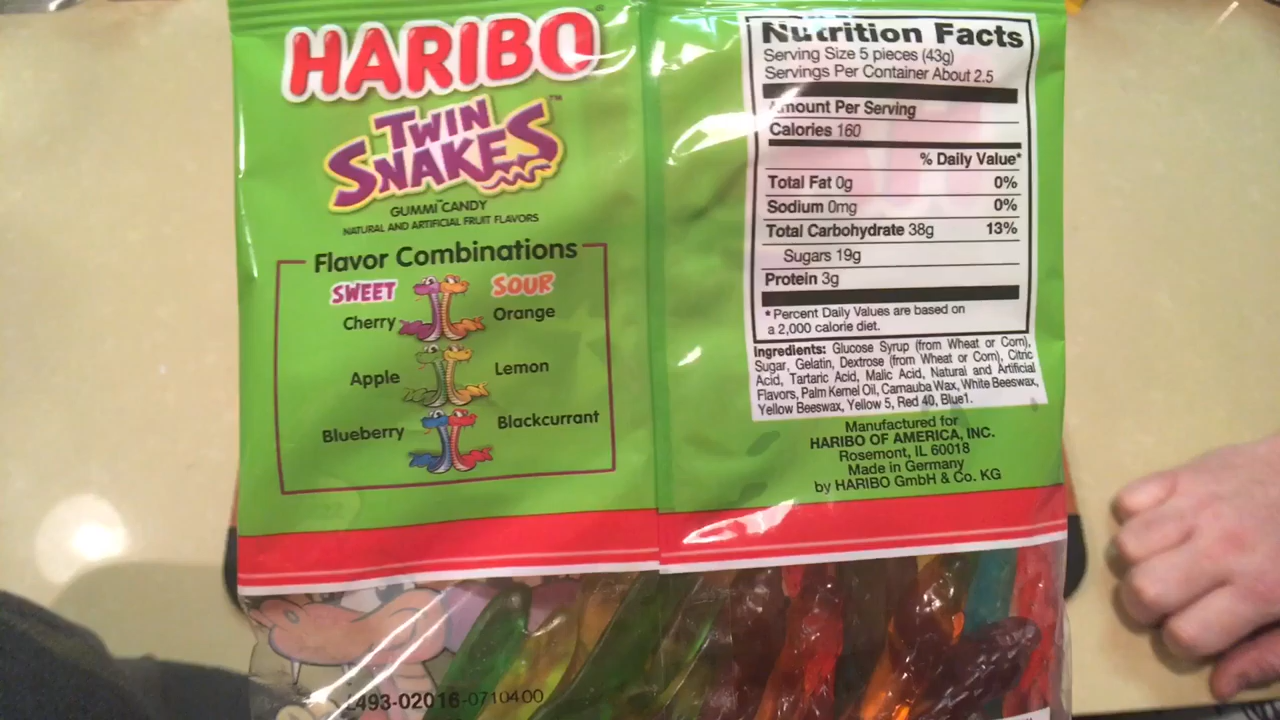 HARIBO
TWIN
SNAKES™
GUMMI™ CANDY
NATURAL AND ARTIFICIAL FRUIT FLAVORS
Flavor Combinations
SWEET SOUR
Cherry Orange
Apple Lemon
Blueberry Blackcurrant
493-02016-0710400
Nutrition Facts
Serving Size 5 pieces (43g)
Servings Per Container About 2.5
Amount Per Serving
Calories 160
% Daily Value*
Total Fat 0g 0%
Sodium 0mg 0%
Total Carbohydrate 38g 13%
Sugars 19g
Protein 3g
* Percent Daily Values are based on
a 2,000 calorie diet.
Ingredients: Glucose Syrup (from Wheat or Corn),
Sugar, Gelatin, Dextrose (from Wheat or Corn), Citric
Acid, Tartaric Acid, Malic Acid, Natural and Artificial
Flavors, Palm Kernel Oil, Carnauba Wax, White Beeswax,
Yellow Beeswax, Yellow 5, Red 40, Blue1.
Manufactured for
HARIBO OF AMERICA, INC.
Rosemont, IL 60018
Made in Germany
by HARIBO GmbH & Co. KG